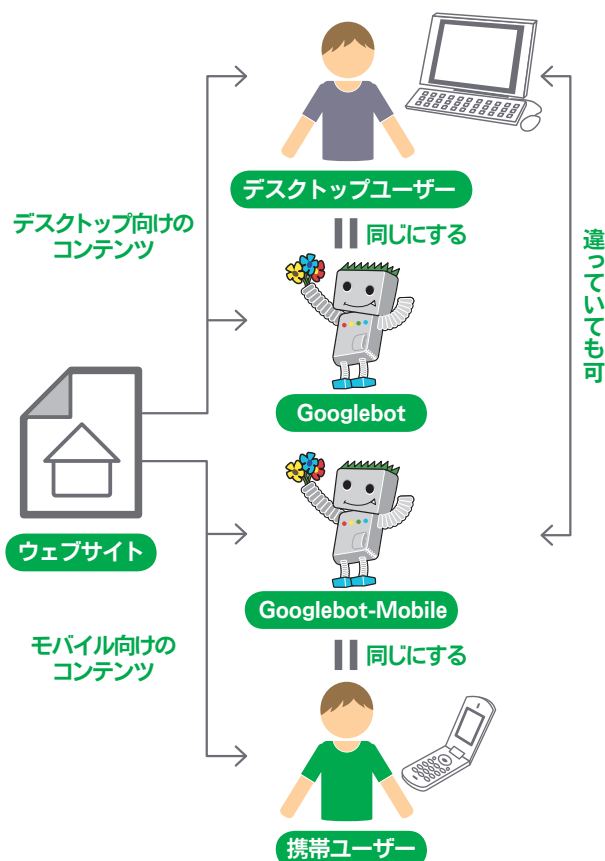 デスクトップユーザー
デスクトップ向けの
コンテンツ
同じにする
違っていても可
Googlebot
ウェブサイト
Googlebot-Mobile
モバイル向けの
コンテンツ
同じにする
携帯ユーザー